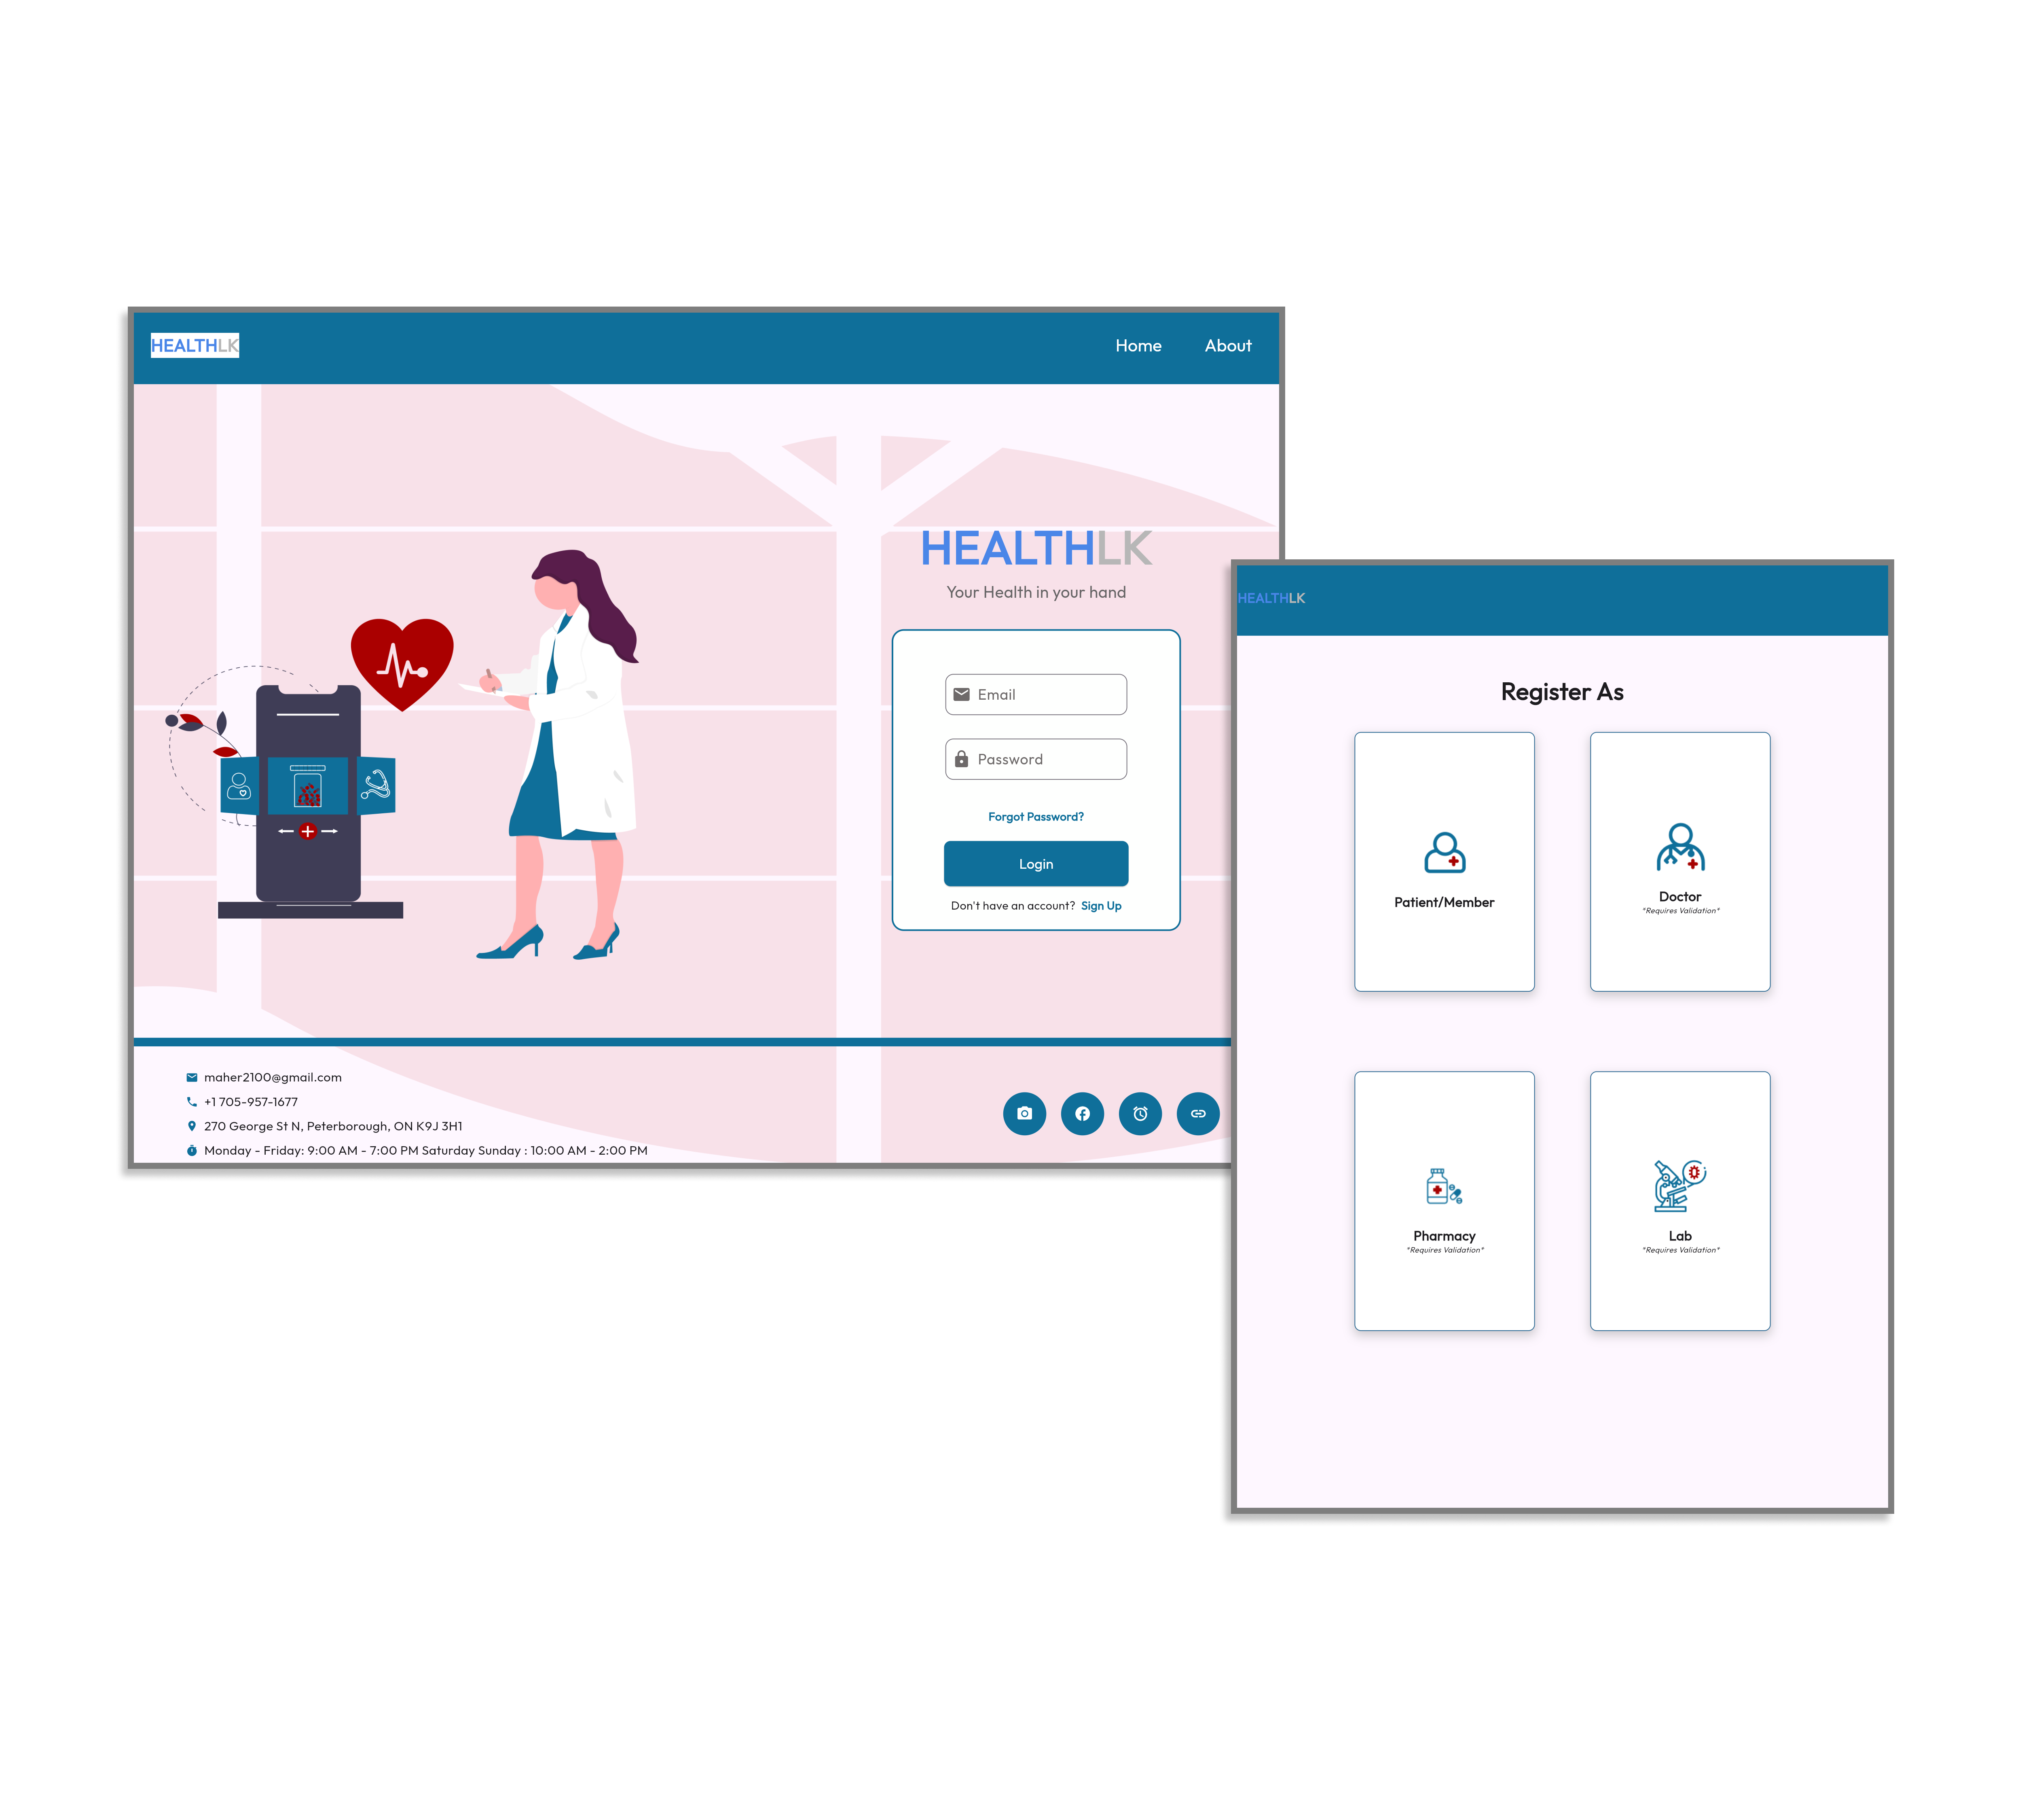 HEALTHLK
Home About
HEALTHLK
Your Health in your hand
Email
Password
Forgot Password?
Login
Don't have an account? Sign Up
maher2100@gmail.com
+1 705-957-1677
270 George St N, Peterborough, ON K9J 3H1
Monday - Friday: 9:00 AM - 7:00 PM Saturday Sunday : 10:00 AM - 2:00 PM
HEALTHLK
Register As
Patient/Member
Doctor
*Requires Validation*
Pharmacy
*Requires Validation*
Lab
*Requires Validation*